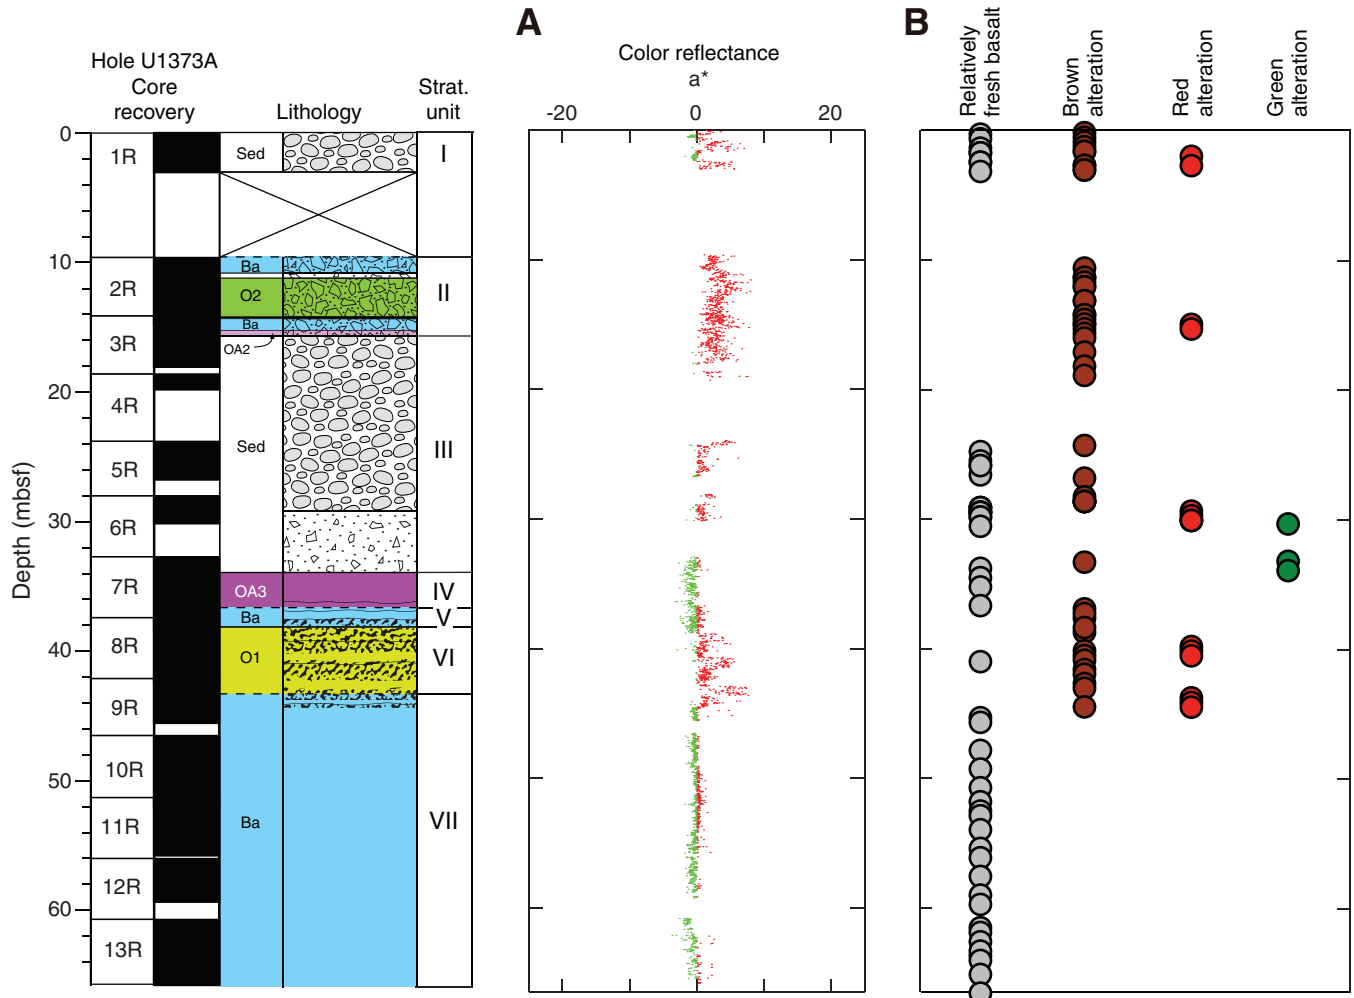 A
B
Hole U1373A
Core
recovery
Lithology
Strat.
unit
Color reflectance
a*
-20
0
20
Relatively
fresh basalt
Brown
alteration
Red
alteration
Green
alteration
Depth (mbsf)
0
10
20
30
40
50
60
1R
2R
3R
4R
5R
6R
7R
8R
9R
10R
11R
12R
13R
Sed
Ba
O2
Ba
OA2
Sed
OA3
Ba
O1
Ba
I
II
III
IV
V
VI
VII